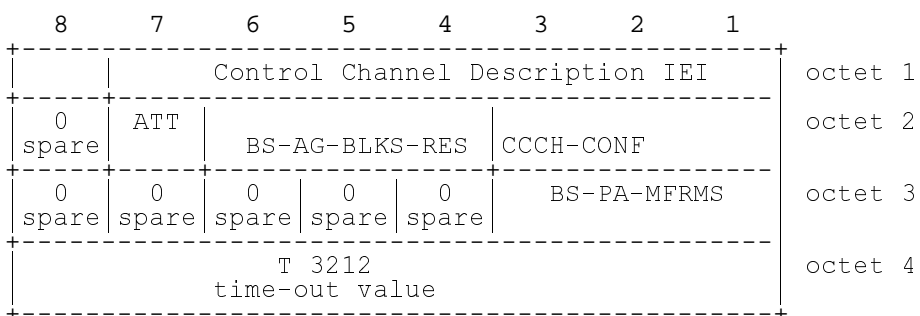 8 7 6 5 4 3 2 1
Control Channel Description IEI octet 1
0 ATT octet 2
spare BS-AG-BLKS-RES CCCH-CONF
0 0 0 0 0 BS-PA-MFRMS octet 3
spare spare spare spare spare
T 3212 octet 4
time-out value